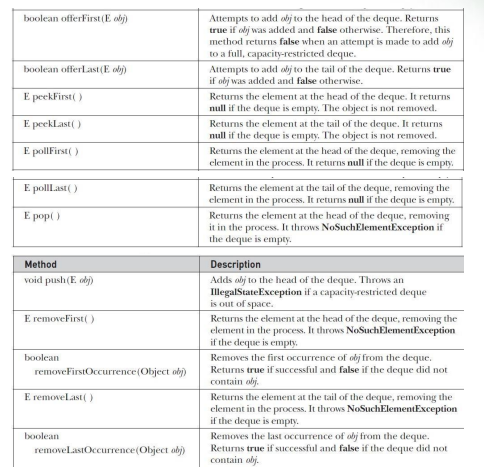 boolean offerFirst(E obj)
Attempts to add obj to the head of the deque. Returns
true if obj was added and false otherwise. Therefore, this
method returns false when an attempt is made to add obj
to a full, capacity-restricted deque.
boolean offerLast(E obj)
Attempts to add obj to the tail of the deque. Returns true
if obj was added and false otherwise.
E peekFirst( )
Returns the element at the head of the deque. It returns
null if the deque is empty. The object is not removed.
E peekLast( )
Returns the element at the tail of the deque. It returns
null if the deque is empty. The object is not removed.
E pollFirst( )
Returns the element at the head of the deque, removing the
element in the process. It returns null if the deque is empty.
E pollLast( )
Returns the element at the tail of the deque, removing the
element in the process. It returns null if the deque is empty.
E pop( )
Returns the element at the head of the deque, removing
it in the process. It throws NoSuchElementException if
the deque is empty.
Method
Description
void push(E obj)
Adds obj to the head of the deque. Throws an
IllegalStateException if a capacity-restricted deque
is out of space.
E removeFirst( )
Returns the element at the head of the deque, removing the
element in the process. It throws NoSuchElementException
if the deque is empty.
boolean
removeFirstOccurrence(Object obj)
Removes the first occurrence of obj from the deque.
Returns true if successful and false if the deque did not
contain obj.
E removeLast( )
Returns the element at the tail of the deque, removing the
element in the process. It throws NoSuchElementException
if the deque is empty.
boolean
removeLastOccurrence(Object obj)
Removes the last occurrence of obj from the deque.
Returns true if successful and false if the deque did not
contain obj.